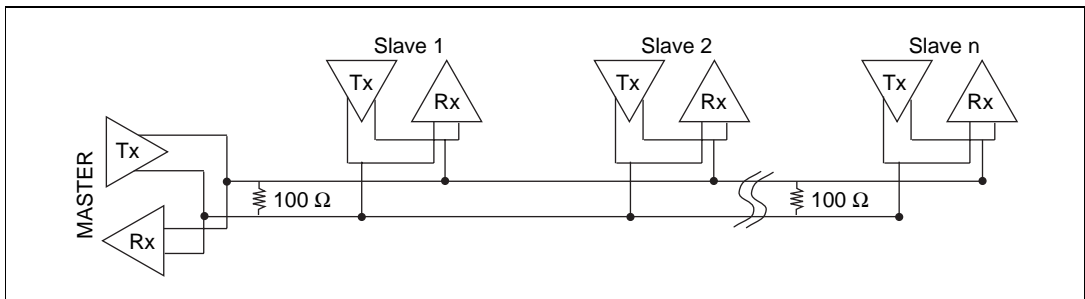 Slave 1
Slave 2
Slave n
Tx
Rx
Tx
Rx
Tx
Rx
MASTER
Tx
Rx
100 Ω
100 Ω